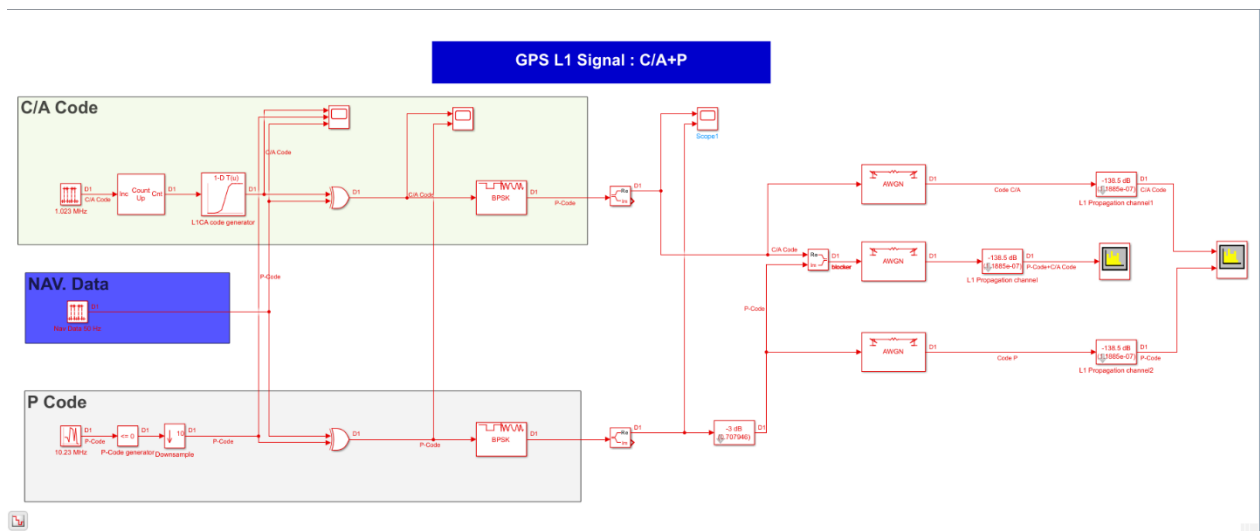 GPS L1 Signal : C/A+P
C/A Code
C/A Code
D1
C/A Code
1.023 MHz
Inc
Count
Up
Cnt
D1
1-D T(u)
D1
L1CA code generator
C/A Code
D1
BPSK
D1
P-Code
Re
Im
D1
Scope1
P-Code
NAV. Data
D1
Nav Data 50 Hz
P Code
D1
P-Code
10.23 MHz
<= 0
D1
P-Code generator
10
D1
Downsample
P-Code
D1
P-Code
BPSK
D1
Re
Im
D1
-3 dB
D1
P-Code
C/A Code
Re
Im
D1
blocker
AWGN
D1
Code C/A
-138.5 dB
D1
C/A Code
L1 Propagation channel1
AWGN
D1
-138.5 dB
D1
P-Code+C/A Code
L1 Propagation channel
AWGN
D1
Code P
-138.5 dB
D1
P-Code
L1 Propagation channel2